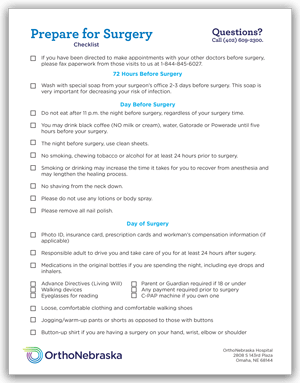 Prepare for Surgery
Checklist
Questions?
Call (402) 609-2300.
If you have been directed to make appointments with your other doctors before surgery,
please fax paperwork from those visits to us at 1-844-845-6027.
72 Hours Before Surgery
Wash with special soap from your surgeon's office 2-3 days before surgery. This soap is
very important for decreasing your risk of infection.
Day Before Surgery
Do not eat after 11 p.m. the night before surgery, regardless of your surgery time.
You may drink black coffee (NO milk or cream), water, Gatorade or Powerade until five
hours before your surgery.
The night before surgery, use clean sheets.
No smoking, chewing tobacco or alcohol for at least 24 hours prior to surgery.
Smoking or drinking may increase the time it takes for you to recover from anesthesia and
may lengthen the healing process.
No shaving from the neck down.
Please do not use any lotions or body spray.
Please remove all nail polish.
Day of Surgery
Photo ID, insurance card, prescription cards and workman's compensation information (if
applicable)
Responsible adult to drive you and take care of you for at least 24 hours after surgery.
Medications in the original bottles if you are spending the night, including eye drops and
inhalers.
Advance Directives (Living Will)
Walking devices
Eyeglasses for reading
Parent or Guardian required if 18 or under
Any payment required prior to surgery
C-PAP machine if you own one
Loose, comfortable clothing and comfortable walking shoes
Jogging/warm-up pants or shorts as opposed to those with buttons
Button-up shirt if you are having a surgery on your hand, wrist, elbow or shoulder
OrthoNebraska
OrthoNebraska Hospital
2808 S 143rd Plaza
Omaha, NE 68144